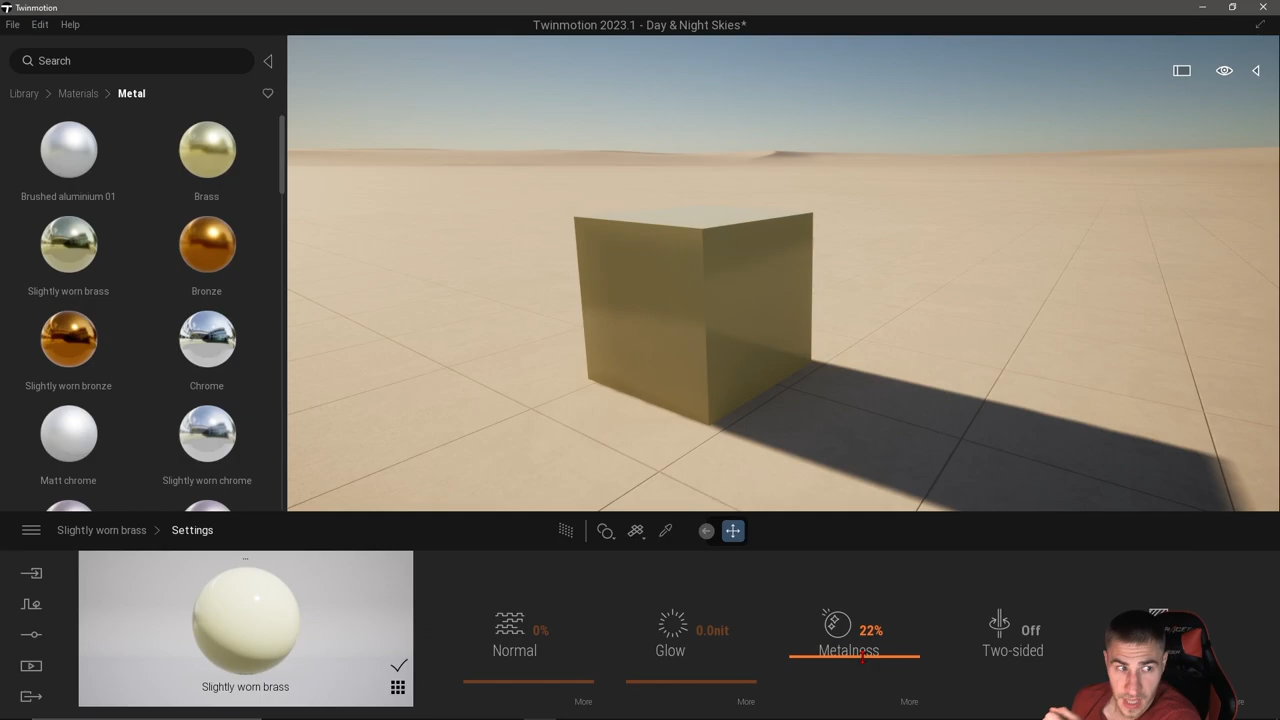 Twinmotion
File Edit Help
Twinmotion 2023.1 - Day & Night Skies*
Search
Library > Materials > Metal
Brushed aluminium 01
Brass
Slightly worn brass
Bronze
Slightly worn bronze
Chrome
Matt chrome
Slightly worn chrome
Slightly worn brass > Settings
...
Slightly worn brass
Normal 0%
More
Glow 0.0nit
More
Metalness 22%
More
Two-sided Off